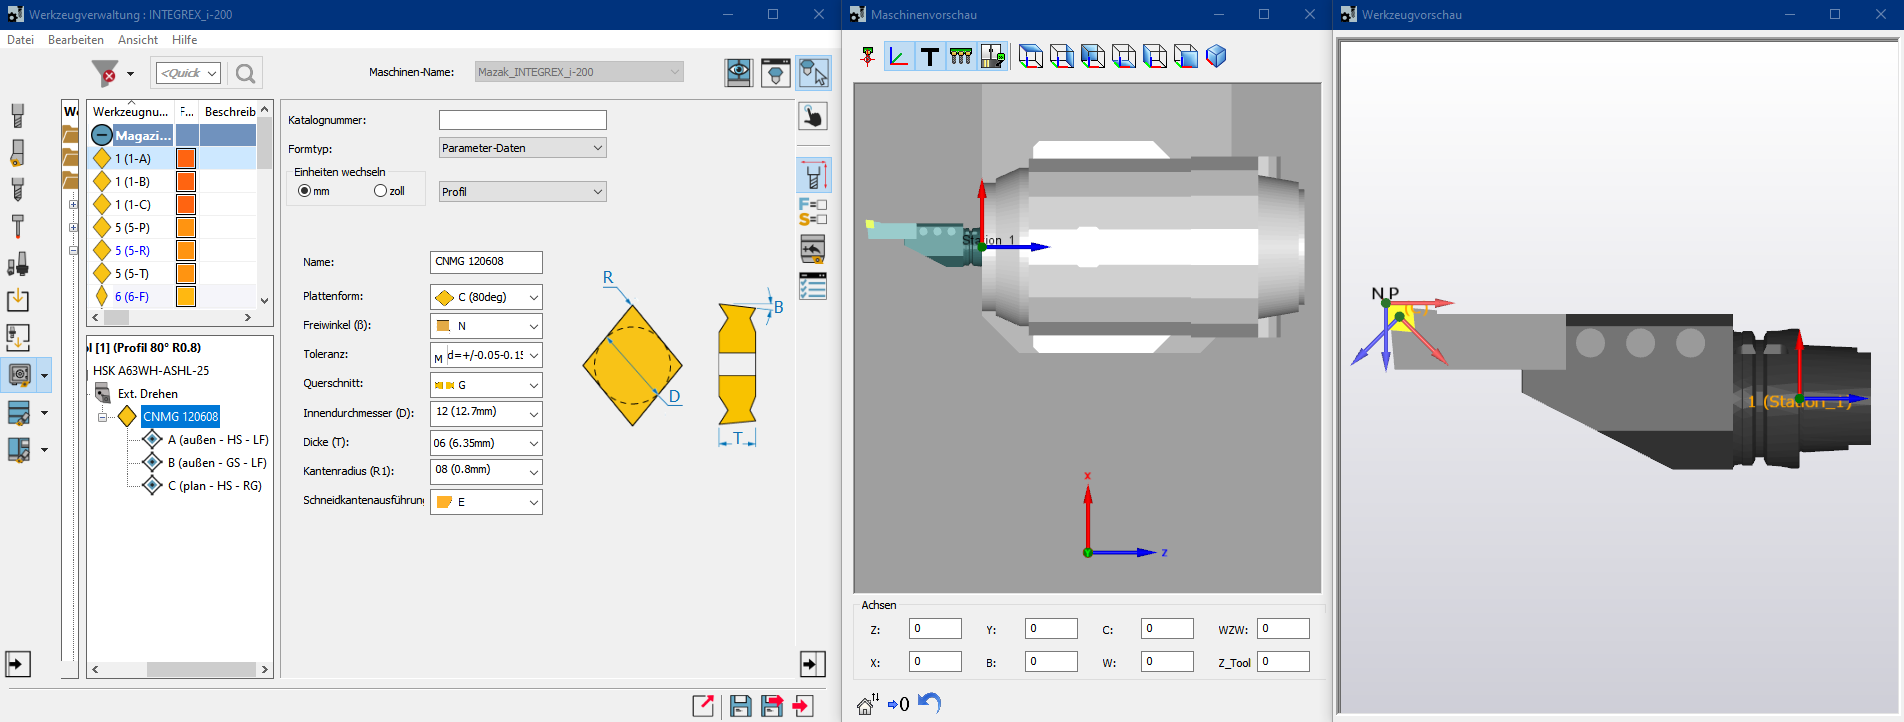 Werkzeugverwaltung : INTEGREX_i-200
Datei Bearbeiten Ansicht Hilfe
<Quick
Maschinen-Name: Mazak_INTEGREX_i-200
We
Werkzeugnu... F... Beschreib
Magazi...
1 (1-A)
1 (1-B)
1 (1-C)
5 (5-P)
5 (5-R)
5 (5-T)
6 (6-F)
[1] (Profil 80° R0.8)
HSK A63WH-ASHL-25
Ext. Drehen
CNMG 120608
A (außen - HS - LF)
B (außen - GS - LF)
C (plan - HS - RG)
Katalognummer:
Formtyp: Parameter-Daten
Einheiten wechseln
mm zoll
Profil
Name: CNMG 120608
Plattenform: C (80deg)
Freiwinkel (ß): N
Toleranz: M d=+/-0.05-0.15
Querschnitt: G
Innendurchmesser (D): 12 (12.7mm)
Dicke (T): 06 (6.35mm)
Kantenradius (R1): 08 (0.8mm)
Schneidkantenausführung E
R
D
B
T
F=
S=
Maschinenvorschau
Station_1
X
Z
Y
Achsen
Z: 0 Y: 0 C: 0 WZW: 0
X: 0 B: 0 W: 0 Z_Tool 0
0
Werkzeugvorschau
N P
1 (Station_1)